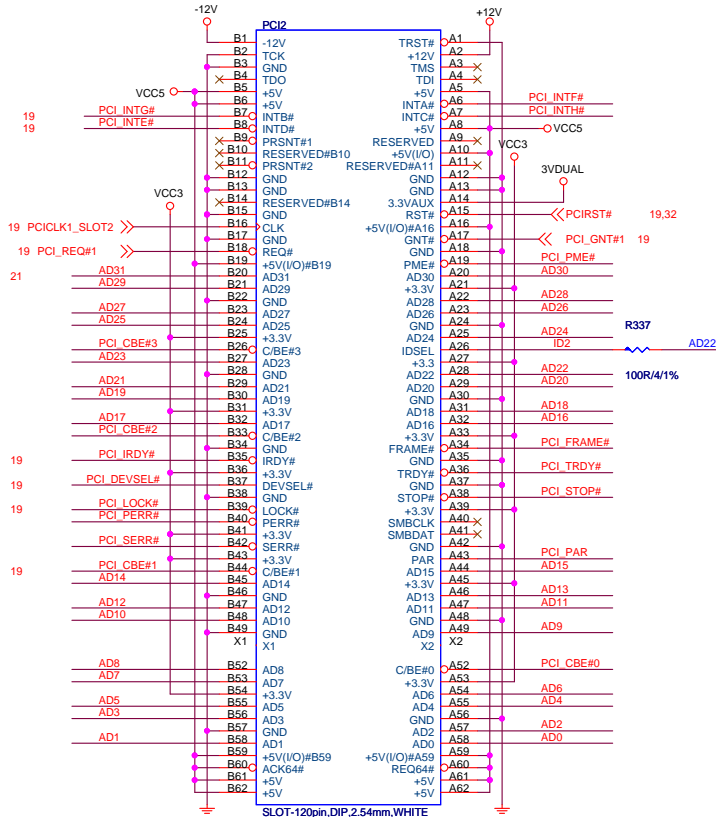 -12V +12V
PCI2
B1 -12V TRST# A1
B2 TCK +12V A2
B3 GND TMS A3
B4 TDO TDI A4
VCC5 B5 +5V +5V A5
B6 +5V INTA# A6 PCI_INTF#
19 PCI_INTG# B7 INTB# INTC# A7 PCI_INTH#
19 PCI_INTE# B8 INTD# +5V A8 VCC5
B9 PRSNT#1 RESERVED A9
B10 RESERVED#B10 +5V(I/O) A10 VCC3
B11 PRSNT#2 RESERVED#A11 A11
B12 GND GND A12
B13 GND GND A13 3VDUAL
VCC3 B14 RESERVED#B14 3.3VAUX A14
B15 GND RST# A15 PCIRST# 19,32
19 PCICLK1_SLOT2 B16 CLK +5V(I/O)#A16 A16
B17 GND GNT# A17 PCI_GNT#1 19
19 PCI_REQ#1 B18 REQ# GND A18
B19 +5V(I/O)#B19 PME# A19 PCI_PME#
21 AD31 B20 AD31 AD30 A20 AD30
AD29 B21 AD29 +3.3V A21
B22 GND AD28 A22 AD28
AD27 B23 AD27 AD26 A23 AD26
AD25 B24 AD25 GND A24
B25 +3.3V AD24 A25 AD24 R337
PCI_CBE#3 B26 C/BE#3 IDSEL A26 ID2 AD22
AD23 B27 AD23 +3.3 A27
B28 GND AD22 A28 AD22 100R/4/1%
AD21 B29 AD21 AD20 A29 AD20
AD19 B30 AD19 GND A30
B31 +3.3V AD18 A31 AD18
AD17 B32 AD17 AD16 A32 AD16
PCI_CBE#2 B33 C/BE#2 +3.3V A33
B34 GND FRAME# A34 PCI_FRAME#
19 PCI_IRDY# B35 IRDY# GND A35
B36 +3.3V TRDY# A36 PCI_TRDY#
19 PCI_DEVSEL# B37 DEVSEL# GND A37
B38 GND STOP# A38 PCI_STOP#
19 PCI_LOCK# B39 LOCK# +3.3V A39
PCI_PERR# B40 PERR# SMBCLK A40
B41 +3.3V SMBDAT A41
PCI_SERR# B42 SERR# GND A42
B43 +3.3V PAR A43 PCI_PAR
19 PCI_CBE#1 B44 C/BE#1 AD15 A44 AD15
AD14 B45 AD14 +3.3V A45
B46 GND AD13 A46 AD13
AD12 B47 AD12 AD11 A47 AD11
AD10 B48 AD10 GND A48
B49 GND AD9 A49 AD9
X1 X1 X2 X2
AD8 B52 AD8 C/BE#0 A52 PCI_CBE#0
AD7 B53 AD7 +3.3V A53
B54 +3.3V AD6 A54 AD6
AD5 B55 AD5 AD4 A55 AD4
AD3 B56 AD3 GND A56
B57 GND AD2 A57 AD2
AD1 B58 AD1 AD0 A58 AD0
B59 +5V(I/O)#B59 +5V(I/O)#A59 A59
B60 ACK64# REQ64# A60
B61 +5V +5V A61
B62 +5V +5V A62
SLOT-120pin,DIP,2.54mm,WHITE